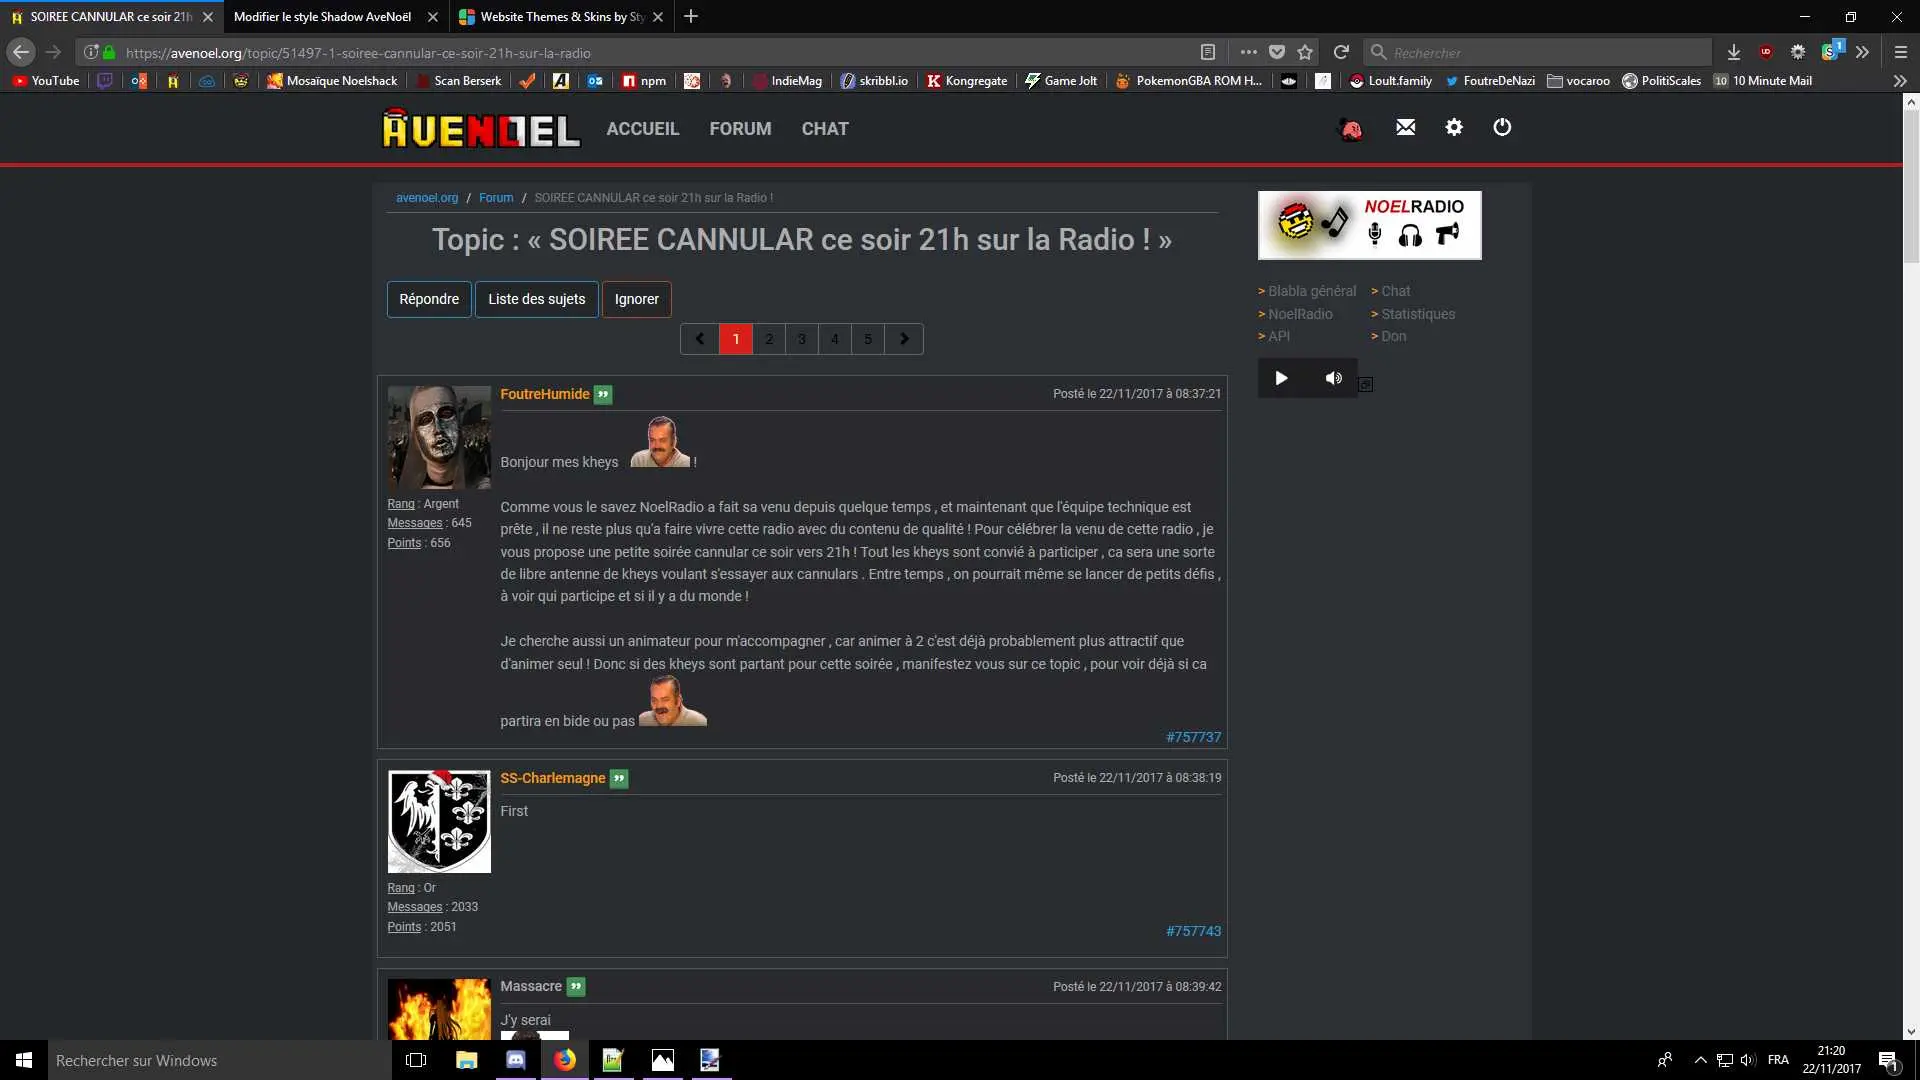 SOIREE CANNULAR ce soir 21h
Modifier le style Shadow AveNoël
Website Themes & Skins by Sty
https://avenoel.org/topic/51497-1-soiree-cannular-ce-soir-21h-sur-la-radio
Rechercher
YouTube
Mosaïque Noelshack
Scan Berserk
npm
IndieMag
skribbl.io
Kongregate
Game Jolt
PokemonGBA ROM H...
Loult.family
FoutreDeNazi
vocaroo
PolitiScales
10 10 Minute Mail
AVENOEL
ACCUEIL
FORUM
CHAT
avenoel.org / Forum / SOIREE CANNULAR ce soir 21h sur la Radio !
Topic : « SOIREE CANNULAR ce soir 21h sur la Radio ! »
Répondre
Liste des sujets
Ignorer
1 2 3 4 5
NOELRADIO
> Blabla général > Chat
> NoelRadio > Statistiques
> API > Don
FoutreHumide
Posté le 22/11/2017 à 08:37:21
Rang : Argent
Messages : 645
Points : 656
Bonjour mes kheys !
Comme vous le savez NoelRadio a fait sa venu depuis quelque temps , et maintenant que l'équipe technique est
prête , il ne reste plus qu'a faire vivre cette radio avec du contenu de qualité ! Pour célébrer la venu de cette radio , je
vous propose une petite soirée cannular ce soir vers 21h ! Tout les kheys sont convié à participer , ca sera une sorte
de libre antenne de kheys voulant s'essayer aux cannulars . Entre temps , on pourrait même se lancer de petits défis ,
à voir qui participe et si il y a du monde !
Je cherche aussi un animateur pour m'accompagner , car animer à 2 c'est déjà probablement plus attractif que
d'animer seul ! Donc si des kheys sont partant pour cette soirée , manifestez vous sur ce topic , pour voir déjà si ca
partira en bide ou pas
#757737
SS-Charlemagne
Posté le 22/11/2017 à 08:38:19
Rang : Or
Messages : 2033
Points : 2051
First
#757743
Massacre
Posté le 22/11/2017 à 08:39:42
J'y serai
Rechercher sur Windows
FRA
21:20
22/11/2017
1